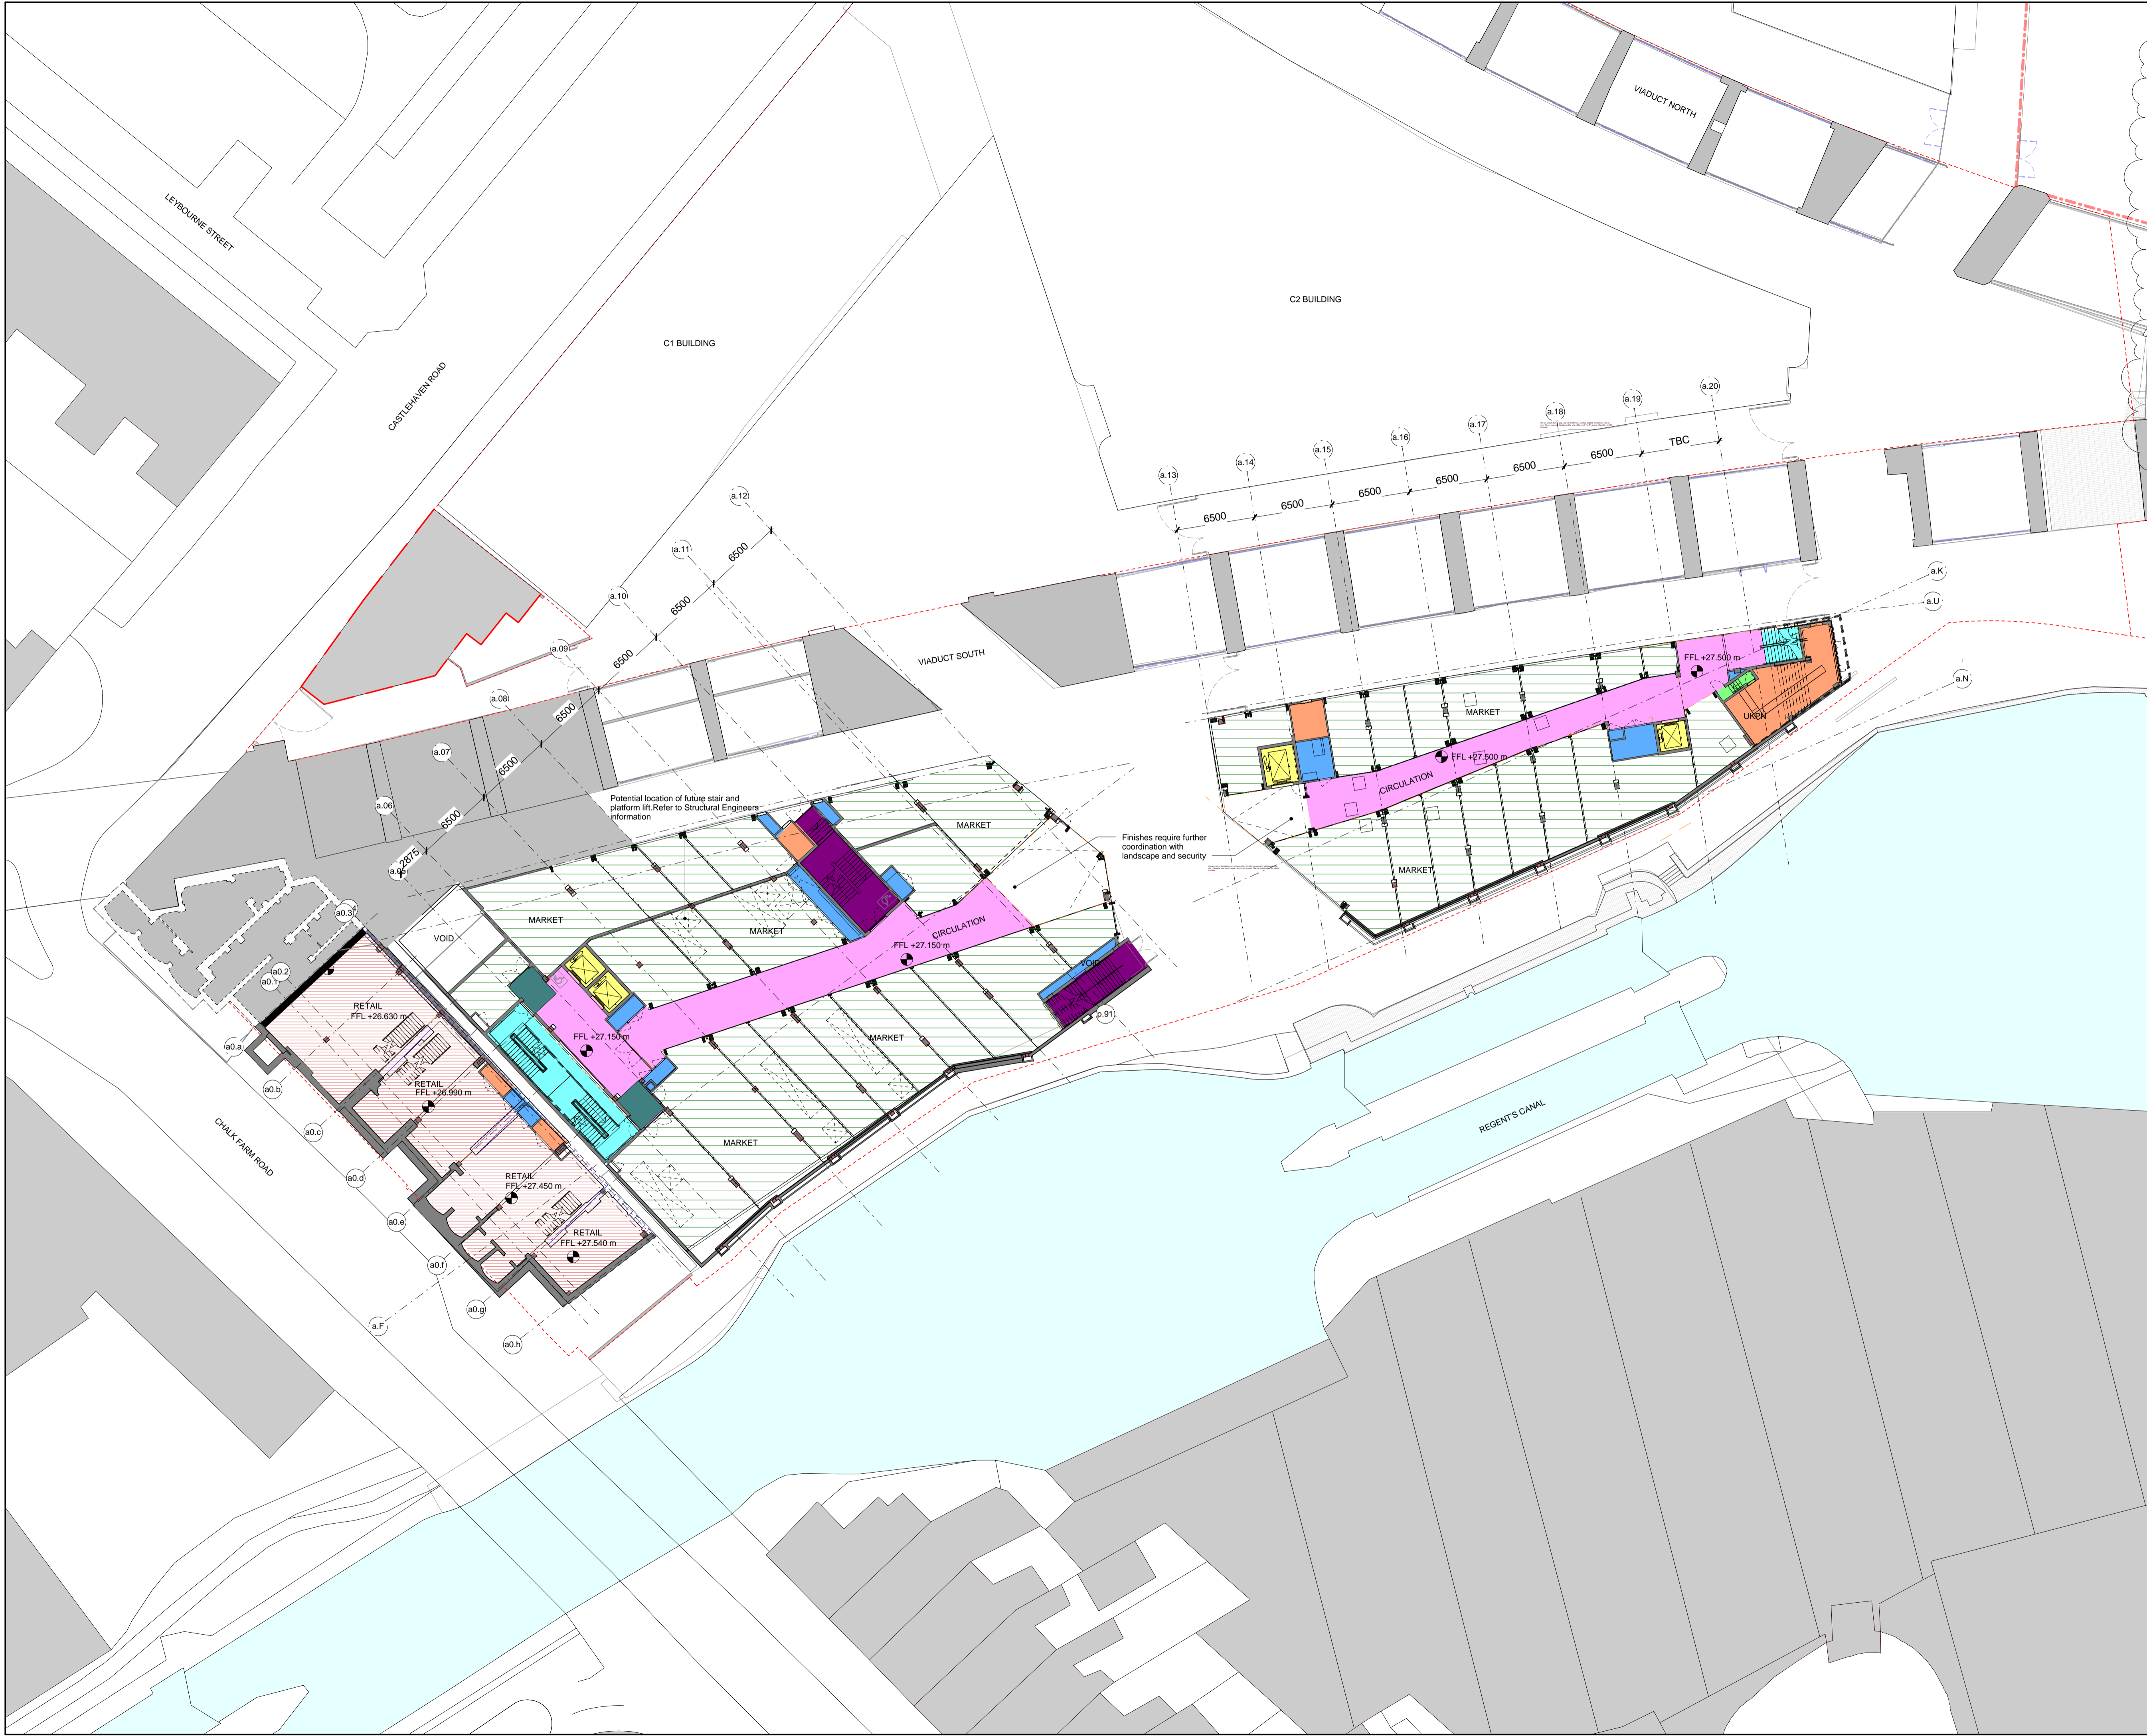 VIADUCT NORTH
LEYBOURNE STREET
C2 BUILDING
C1 BUILDING
CASTLEHAVEN ROAD
a.20
a.19
a.18
a.17
a.16
a.15
a.14
a.13
TBC
6500
6500
6500
6500
6500
6500
a.12
a.11
a.10
a.09
a.08
a.07
a.06
a.05
6500
6500
6500
6500
6500
6500
2875
a.K
a.U
a.N
VIADUCT SOUTH
FFL +27.500 m
MARKET
UKPN
FFL +27.500 m
CIRCULATION
MARKET
Potential location of future stair and
platform lift.Refer to Structural Engineers
information
MARKET
Finishes require further
coordination with
landscape and security
MARKET
MARKET
VOID
CIRCULATION
FFL +27.150 m
VOID
p.91
MARKET
FFL +27.150 m
MARKET
a0.3
a0.2
a0.1
RETAIL
FFL +26.630 m
a0.a
a0.b
RETAIL
FFL +26.990 m
a0.c
a0.d
RETAIL
FFL +27.450 m
a0.e
RETAIL
FFL +27.540 m
a0.f
a0.g
a.F
a0.h
CHALK FARM ROAD
REGENT'S CANAL